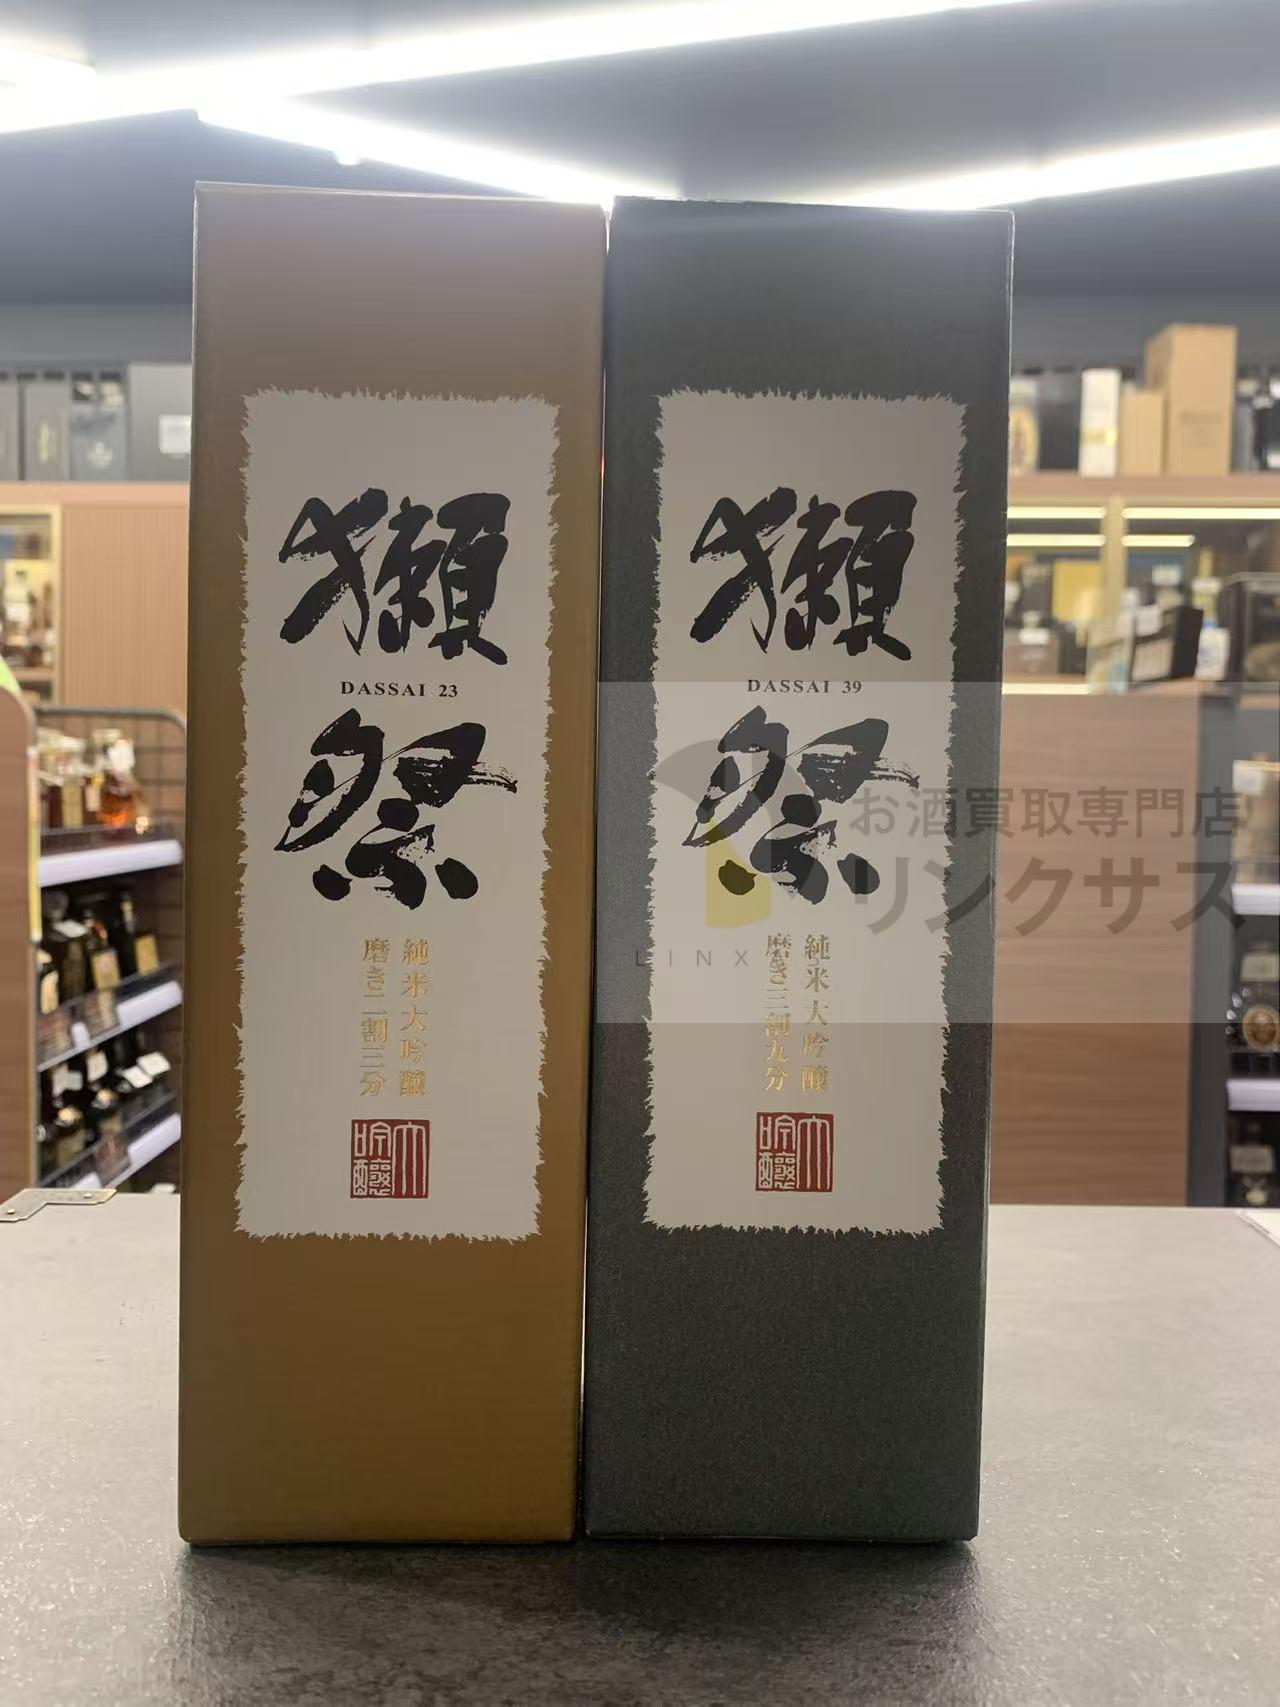 獺祭
DASSAI 23
純米大吟醸
磨き二割三分
大吟醸
獺祭
DASSAI 39
純米大吟醸
磨き三割九分
大吟醸
お酒買取専門店
リンクサス